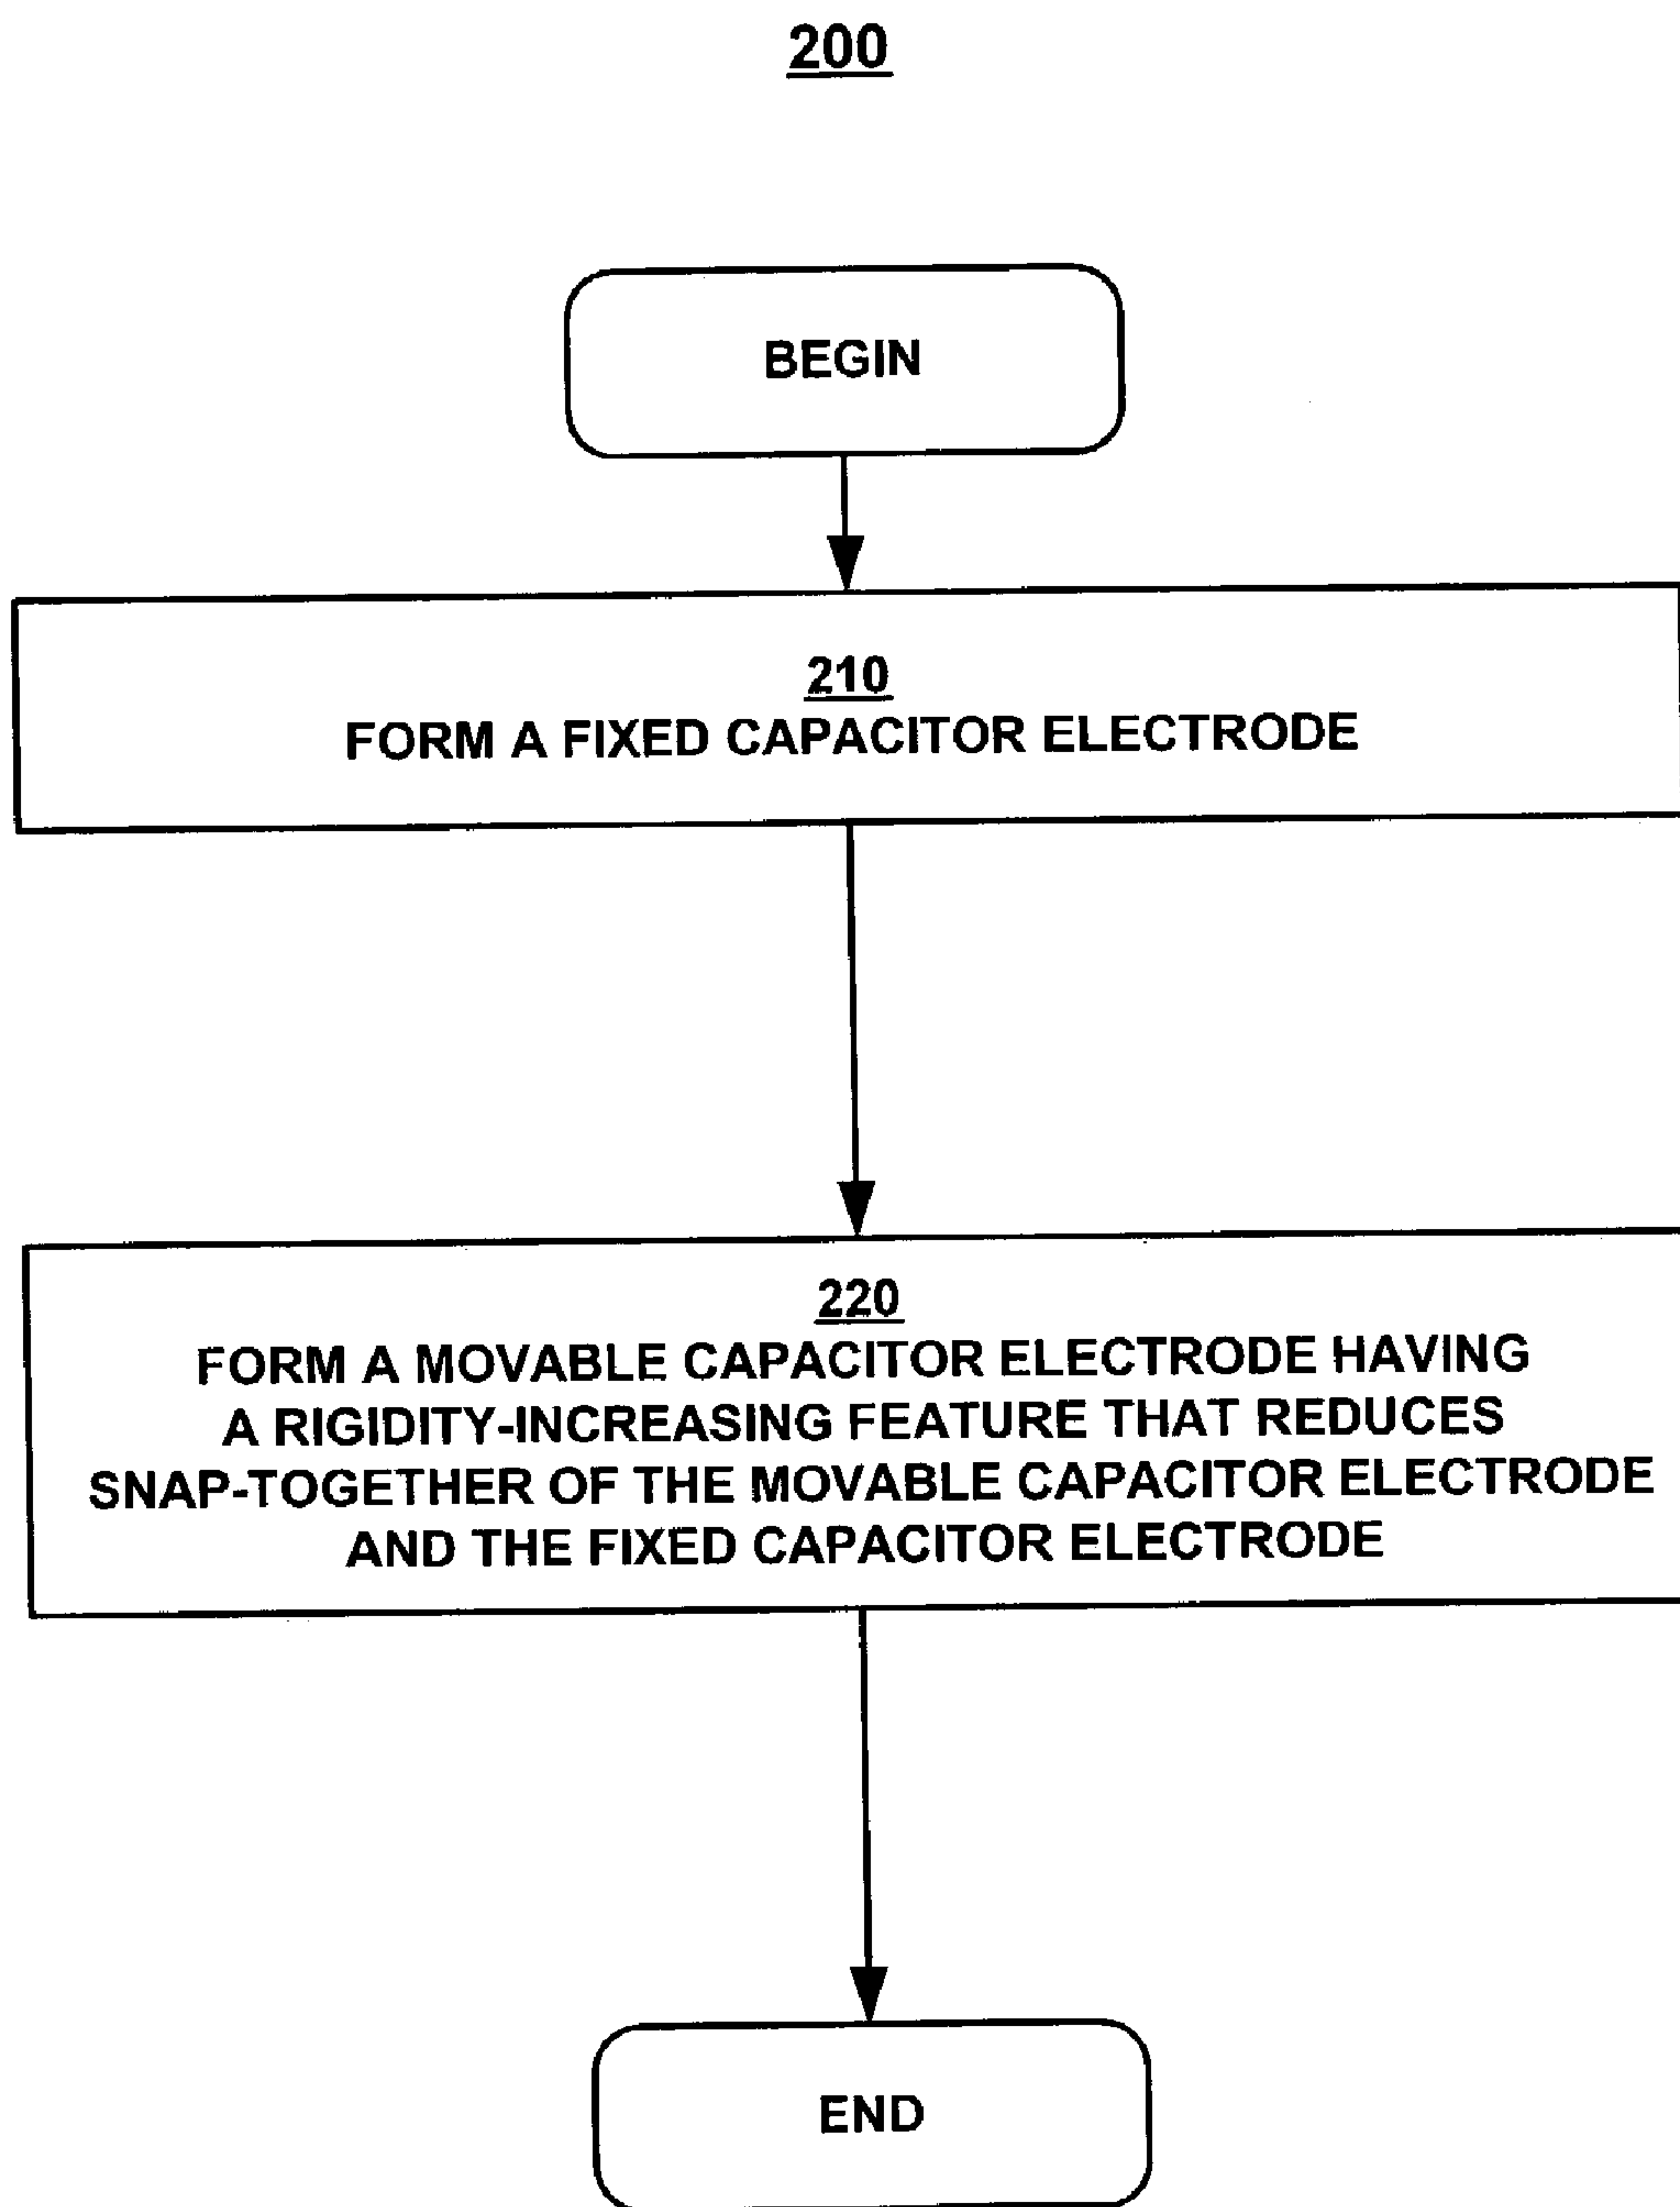 200
BEGIN
210
FORM A FIXED CAPACITOR ELECTRODE
220
FORM A MOVABLE CAPACITOR ELECTRODE HAVING
A RIGIDITY-INCREASING FEATURE THAT REDUCES
SNAP-TOGETHER OF THE MOVABLE CAPACITOR ELECTRODE
AND THE FIXED CAPACITOR ELECTRODE
END